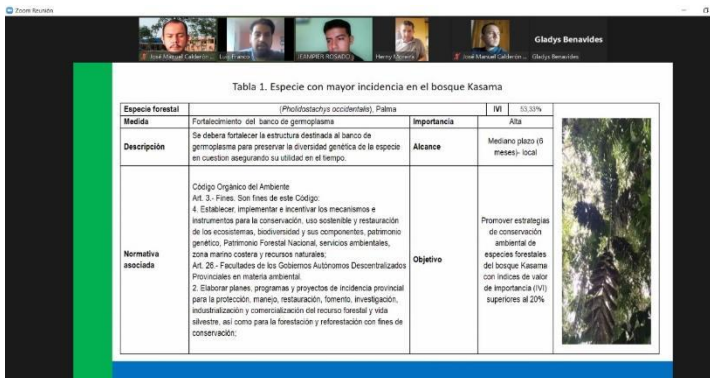 Zoom Reunión
Gladys Benavides
José Manuel Calderón ...
Luis Franco
JEANPIER ROSADO
Henry Morera
José Manuel Calderón ...
Gladys Benavides
Tabla 1. Especie con mayor incidencia en el bosque Kasama
Especie forestal
(Pholidostachys occidentalis), Palma
IVI
53,33%
Medida
Fortalecimiento del banco de germoplasma
Importancia
Alta
Descripción
Se debera fortalecer la estructura destinada al banco de
germoplasma para preservar la diversidad genética de la especie
en cuestion asegurando su utilidad en el tiempo.
Alcance
Mediano plazo (6
meses)- local
Normativa
asociada
Código Orgánico del Ambiente
Art. 3.- Fines. Son fines de este Código:
4. Establecer, implementar e incentivar los mecanismos e
instrumentos para la conservación, uso sostenible y restauración
de los ecosistemas, biodiversidad y sus componentes, patrimonio
genético, Patrimonio Forestal Nacional, servicios ambientales,
zona marino costera y recursos naturales;
Art. 26.- Facultades de los Gobiernos Autónomos Descentralizados
Provinciales en materia ambiental.
2. Elaborar planes, programas y proyectos de incidencia provincial
para la protección, manejo, restauración, fomento, investigación,
industrialización y comercialización del recurso forestal y vida
silvestre, así como para la forestación y reforestación con fines de
conservación;
Objetivo
Promover estrategias
de conservación
ambiental de
especies forestales
del bosque Kasama
con índices de valor
de importancia (IVI)
superiores al 20%